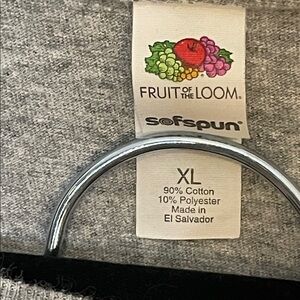 FRUIT OF THE LOOM®
sofspun®
XL
90% Cotton
10% Polyester
Made in
El Salvador